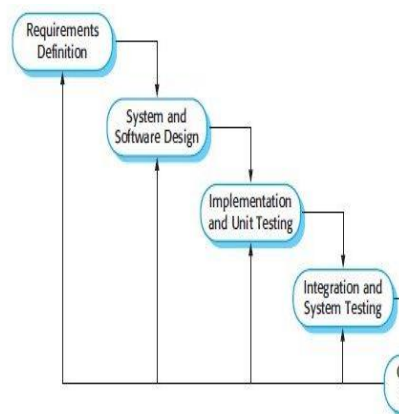 Requirements
Definition
System and
Software Design
Implementation
and Unit Testing
Integration and
System Testing